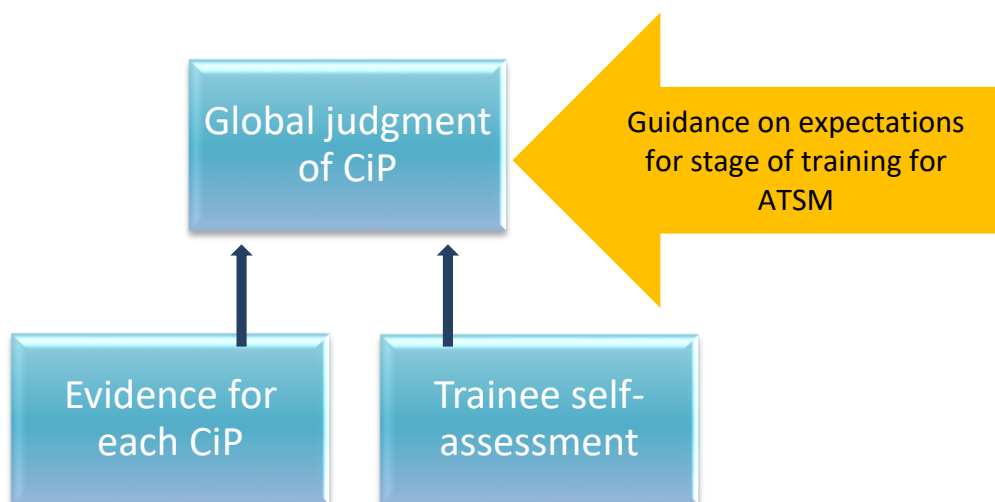 Global judgment
of CiP
Guidance on expectations
for stage of training for
ATSM
Evidence for
each CiP
Trainee self-
assessment